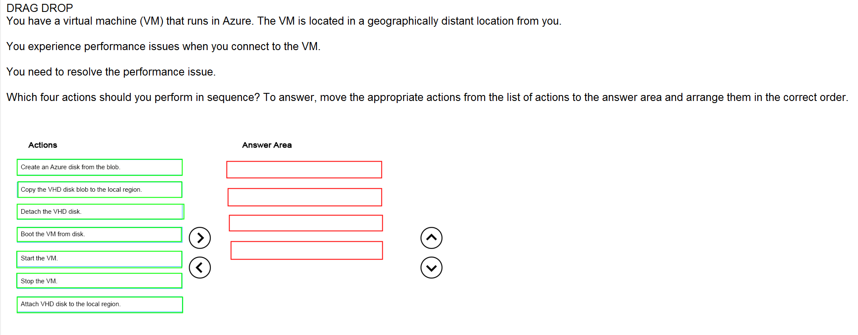 DRAG DROP
You have a virtual machine (VM) that runs in Azure. The VM is located in a geographically distant location from you.
You experience performance issues when you connect to the VM.
You need to resolve the performance issue.
Which four actions should you perform in sequence? To answer, move the appropriate actions from the list of actions to the answer area and arrange them in the correct order.
Actions
Answer Area
Create an Azure disk from the blob.
Copy the VHD disk blob to the local region.
Detach the VHD disk.
Boot the VM from disk.
Start the VM.
Stop the VM.
Attach VHD disk to the local region.